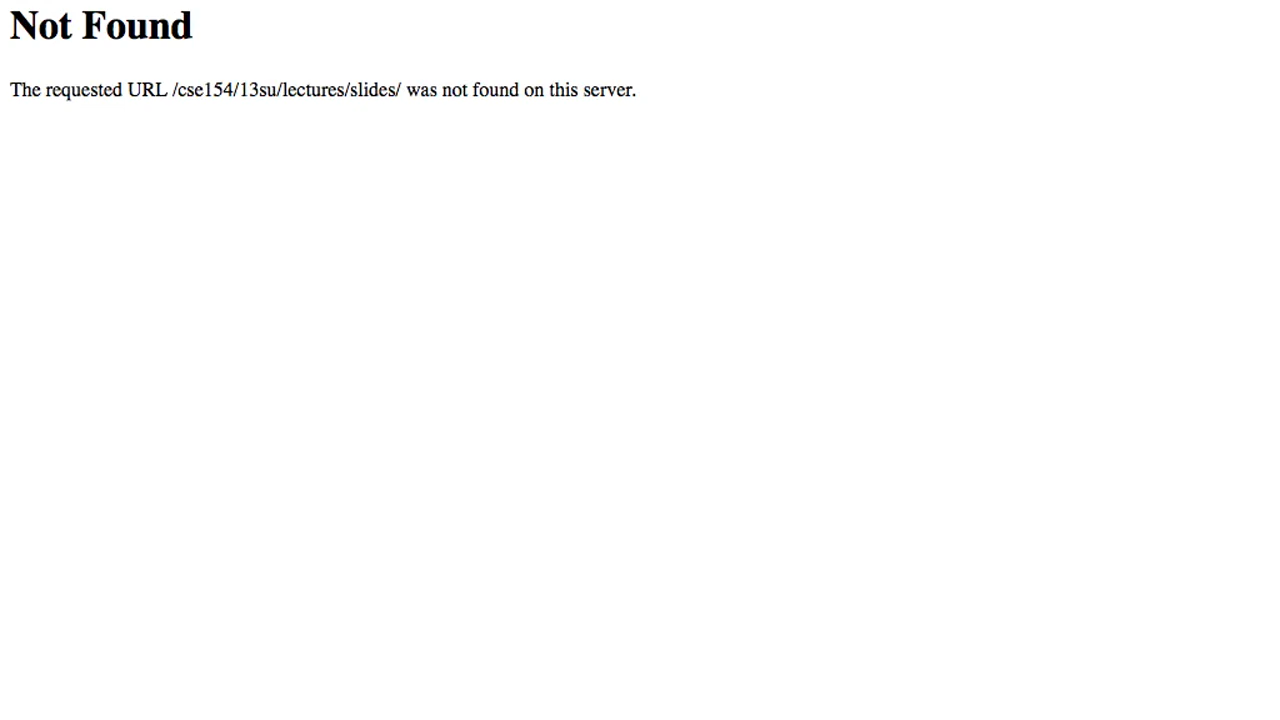 Not Found
The requested URL /cse154/13su/lectures/slides/ was not found on this server.